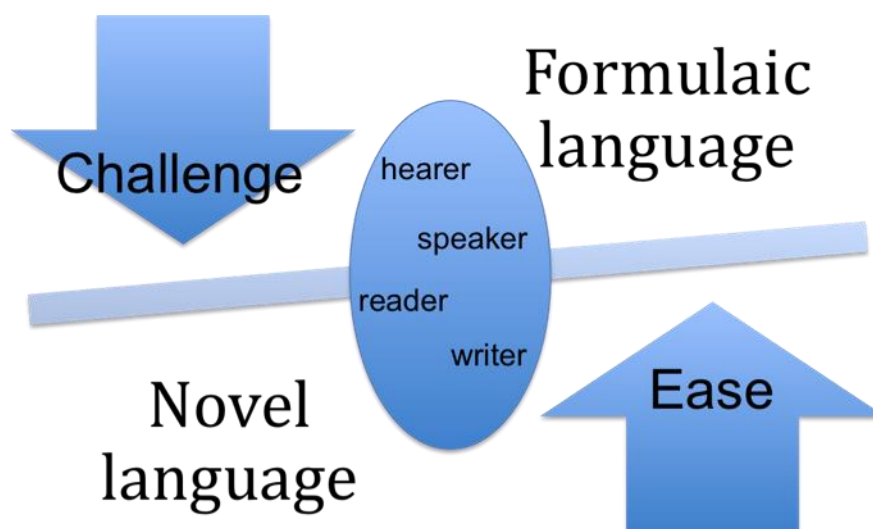 Challenge
Formulaic
language
hearer
speaker
reader
writer
Novel
language
Ease